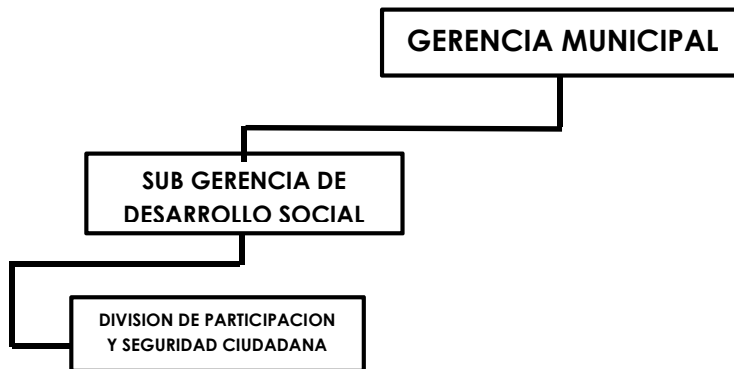 GERENCIA MUNICIPAL
SUB GERENCIA DE
DESARROLLO SOCIAL
DIVISION DE PARTICIPACION
Y SEGURIDAD CIUDADANA